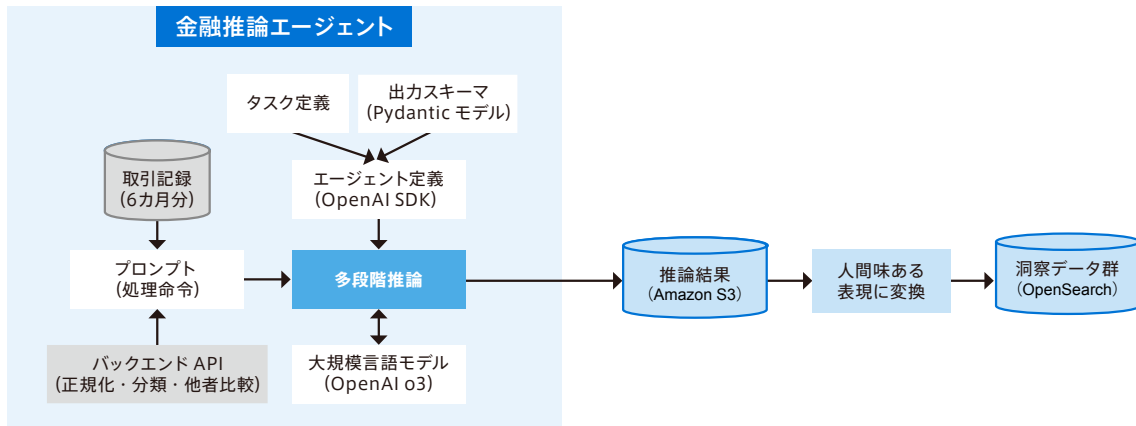 金融推論エージェント
タスク定義
出力スキーマ
(Pydantic モデル)
取引記録
(6カ月分)
エージェント定義
(OpenAI SDK)
プロンプト
(処理命令)
多段階推論
推論結果
（Amazon S3）
人間味ある
表現に変換
洞察データ群
（OpenSearch）
バックエンド API
(正規化・分類・他者比較)
大規模言語モデル
(OpenAI o3)